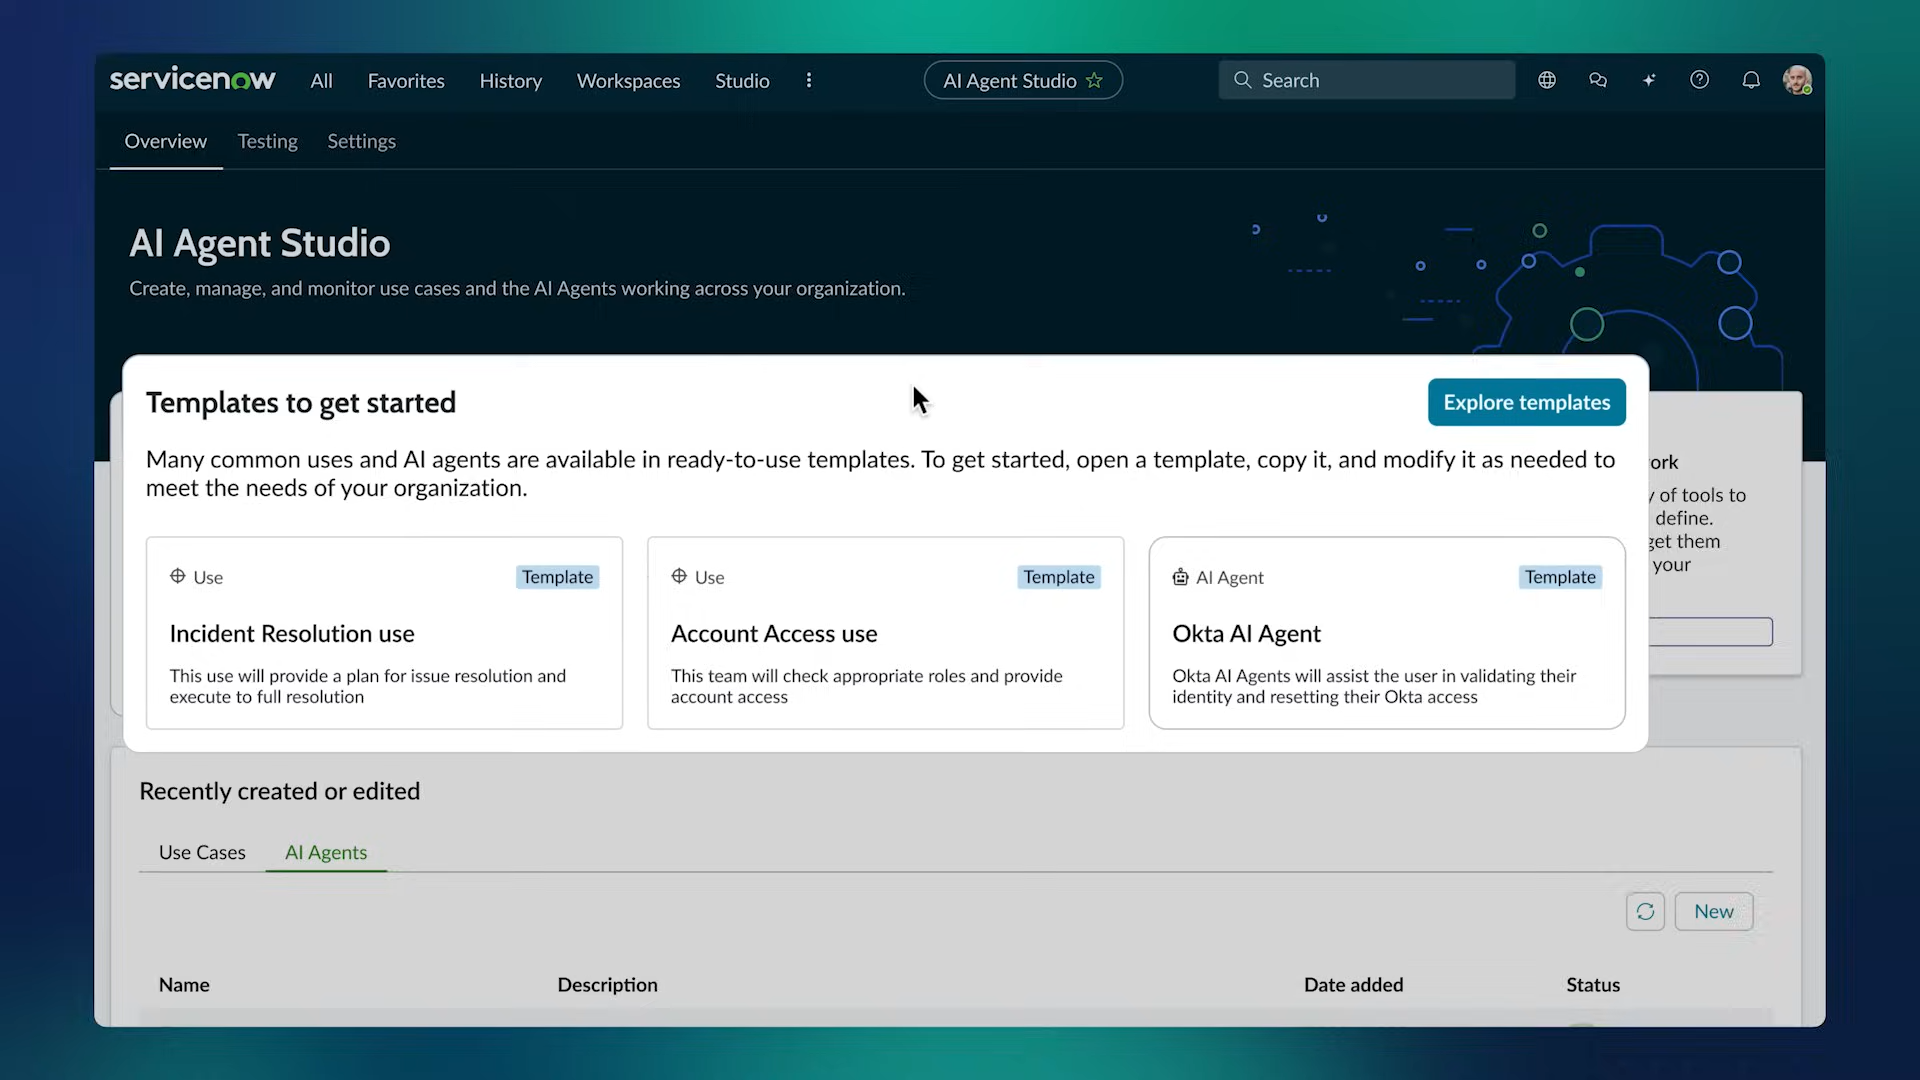 servicenow All Favorites History Workspaces Studio AI Agent Studio Search
Overview Testing Settings
AI Agent Studio
Create, manage, and monitor use cases and the AI Agents working across your organization.
Templates to get started Explore templates
Many common uses and AI agents are available in ready-to-use templates. To get started, open a template, copy it, and modify it as needed to
meet the needs of your organization.
of tools to
define.
get them
your
Use Template
Incident Resolution use
This use will provide a plan for issue resolution and
execute to full resolution
Use Template
Account Access use
This team will check appropriate roles and provide
account access
AI Agent Template
Okta AI Agent
Okta AI Agents will assist the user in validating their
identity and resetting their Okta access
Recently created or edited
Use Cases AI Agents
New
Name Description Date added Status